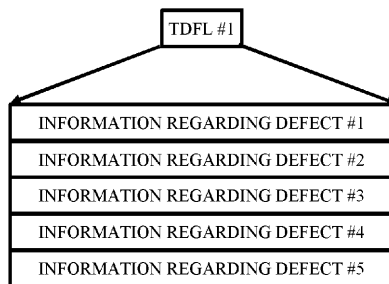 TDFL #1
INFORMATION REGARDING DEFECT #1
INFORMATION REGARDING DEFECT #2
INFORMATION REGARDING DEFECT #3
INFORMATION REGARDING DEFECT #4
INFORMATION REGARDING DEFECT #5